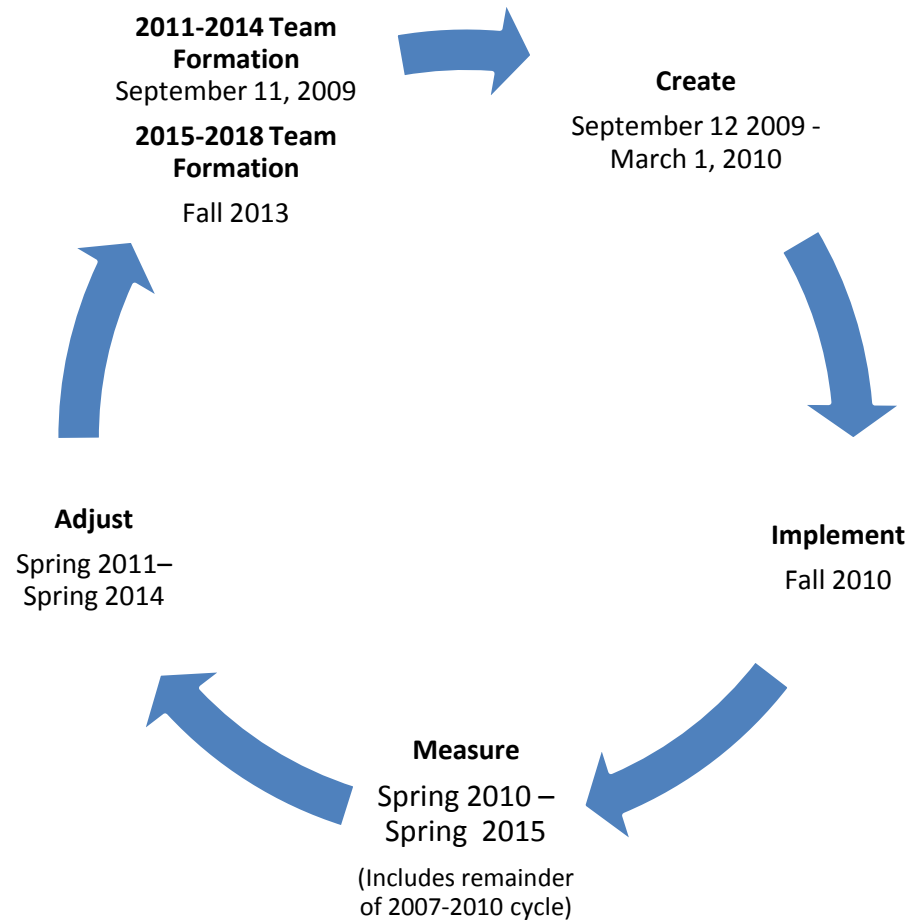 2011-2014 Team
Formation
September 11, 2009
2015-2018 Team
Formation
Fall 2013
Create
September 12 2009 -
March 1, 2010
Implement
Fall 2010
Measure
Spring 2010 –
Spring 2015
(Includes remainder
of 2007-2010 cycle)
Adjust
Spring 2011–
Spring 2014